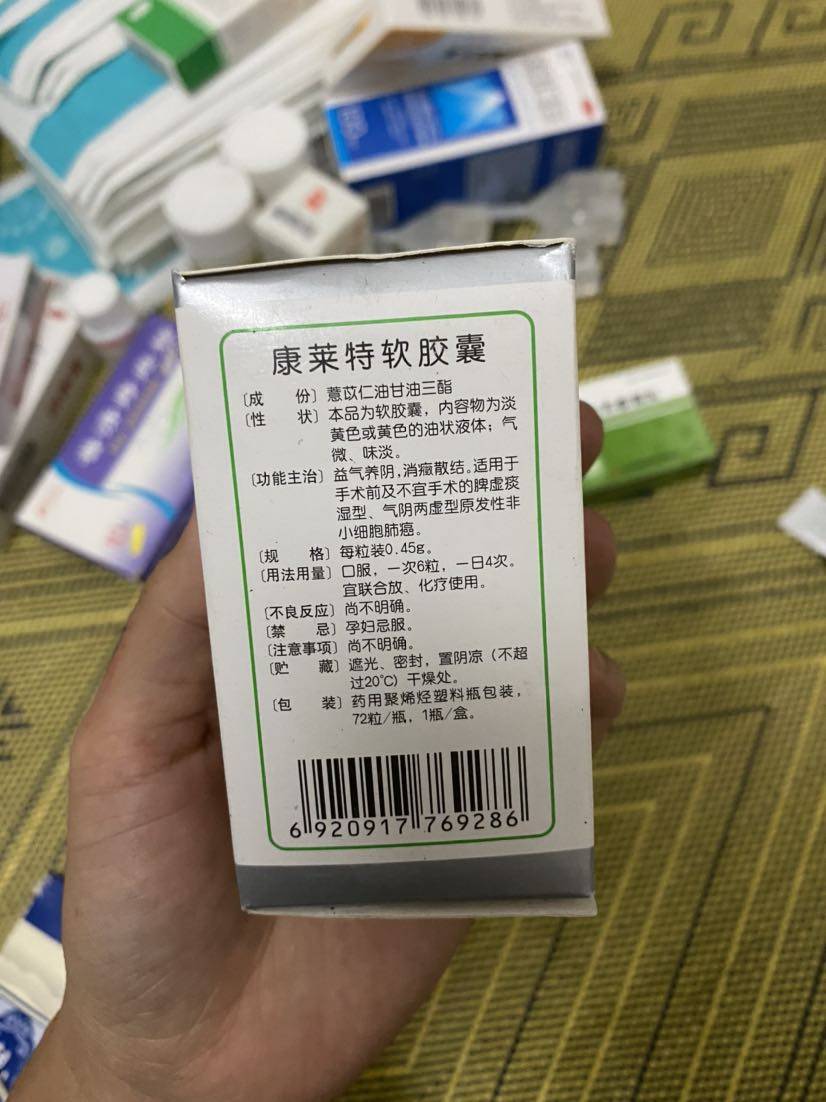 康莱特软胶囊
〔成 份〕薏苡仁油甘油三酯
〔性 状〕本品为软胶囊，内容物为淡
黄色或黄色的油状液体；气
微、味淡。
〔功能主治〕益气养阴，消癥散结。适用于
手术前及不宜手术的脾虚痰
湿型、气阴两虚型原发性非
小细胞肺癌。
〔规 格〕每粒装0.45g。
〔用法用量〕口服，一次6粒，一日4次。
宜联合放、化疗使用。
〔不良反应〕尚不明确。
〔禁 忌〕孕妇忌服。
〔注意事项〕尚不明确。
〔贮 藏〕遮光、密封，置阴凉（不超
过20℃）干燥处。
〔包 装〕药用聚烯烃塑料瓶包装，
72粒/瓶，1瓶/盒。
6 920917 769286